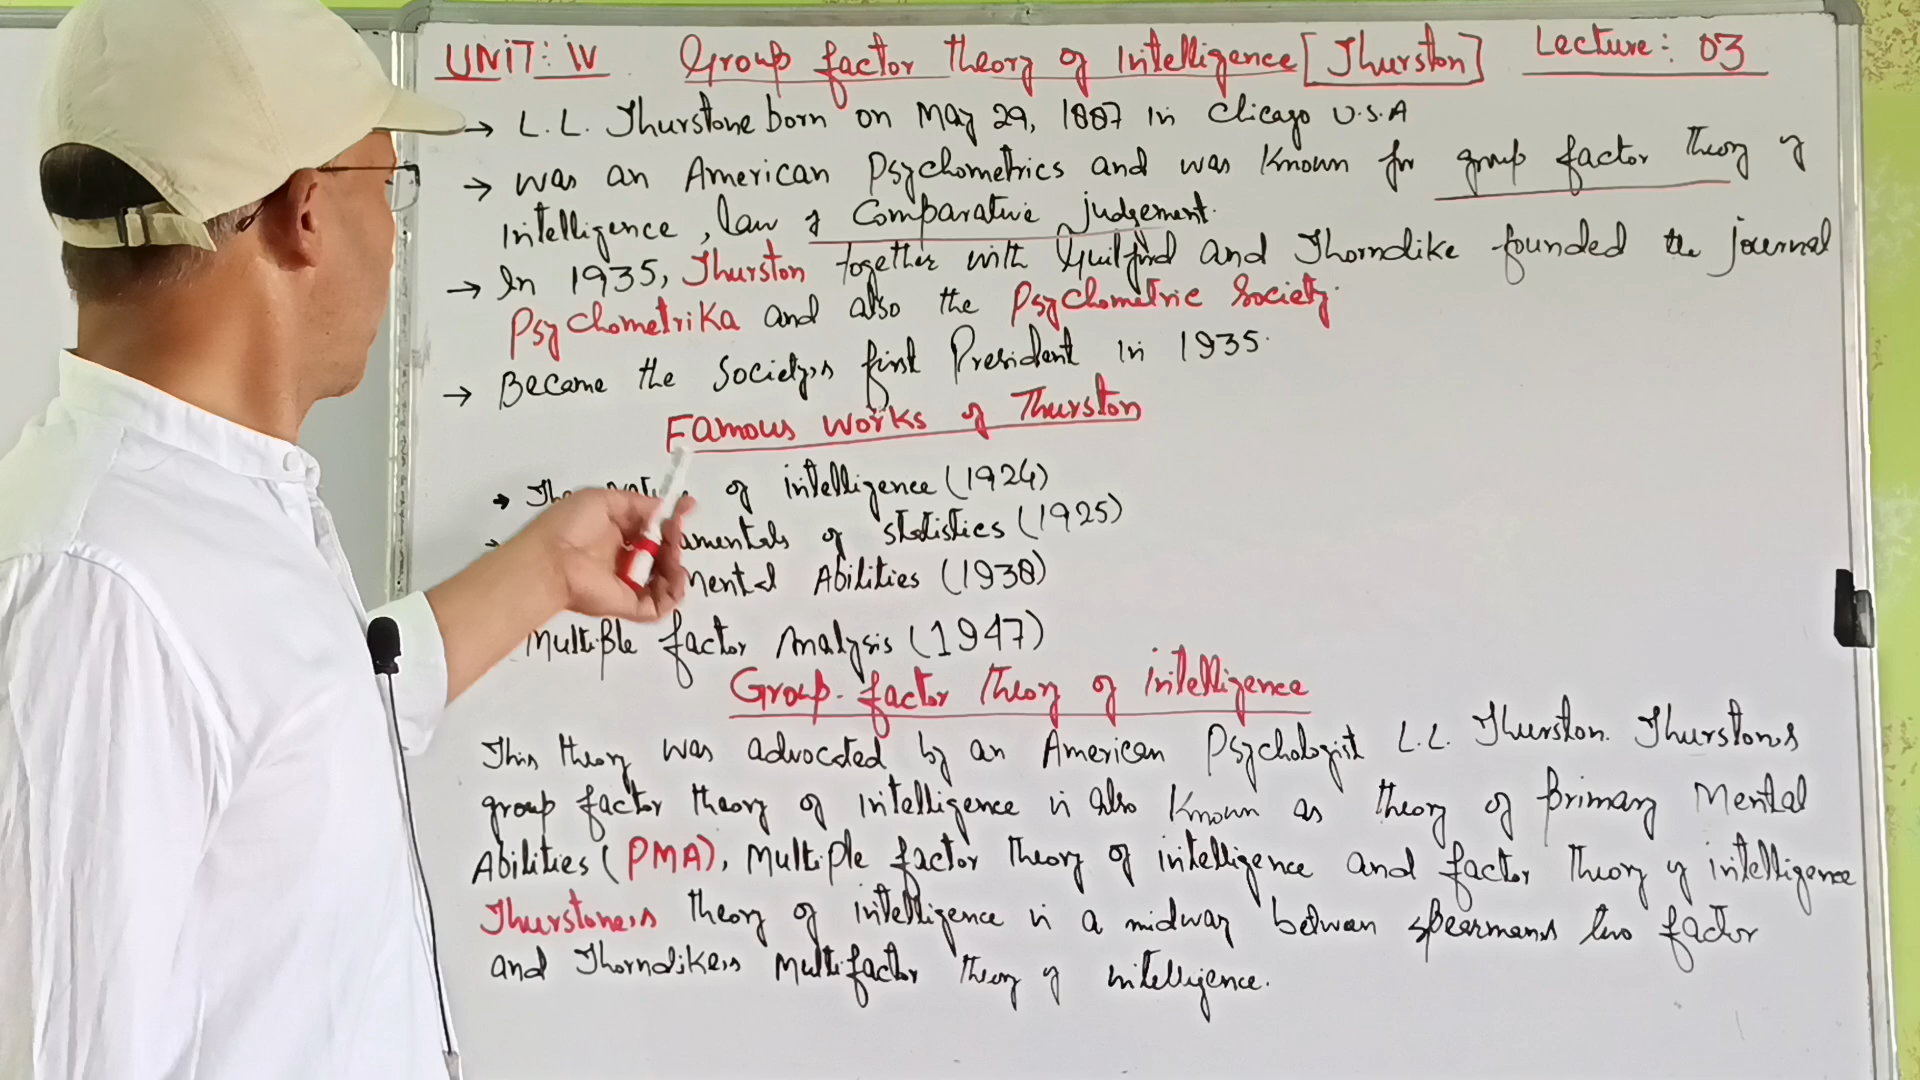 UNIT: IV Group factor theory of Intelligence [Thurston] Lecture: 03
→ L.L. Thurstone born on May 29, 1887 in Chicago U.S.A
→ was an American Psychometrics and was known for group factor theory of
intelligence, law of Comparative judgement.
→ In 1935, Thurston together with Guilford and Thorndike founded the journal
Psychometrika and also the Psychometric Society.
→ Became the Society's first President in 1935.
Famous works of Thurston
→ The of intelligence (1924)
→ of statistics (1925)
Mental Abilities (1938)
Multiple factor Analysis (1947)
Group-factor theory of intelligence
This theory was advocated by an American Psychologist L.L. Thurston. Thurston's
group factor theory of intelligence is also known as theory of Primary Mental
Abilities (PMA), Multiple factor theory of intelligence and factor theory of intelligence
Thurstone's theory of intelligence is a midway between spearman's two factor
and Thorndike's Multifactor theory of intelligence.